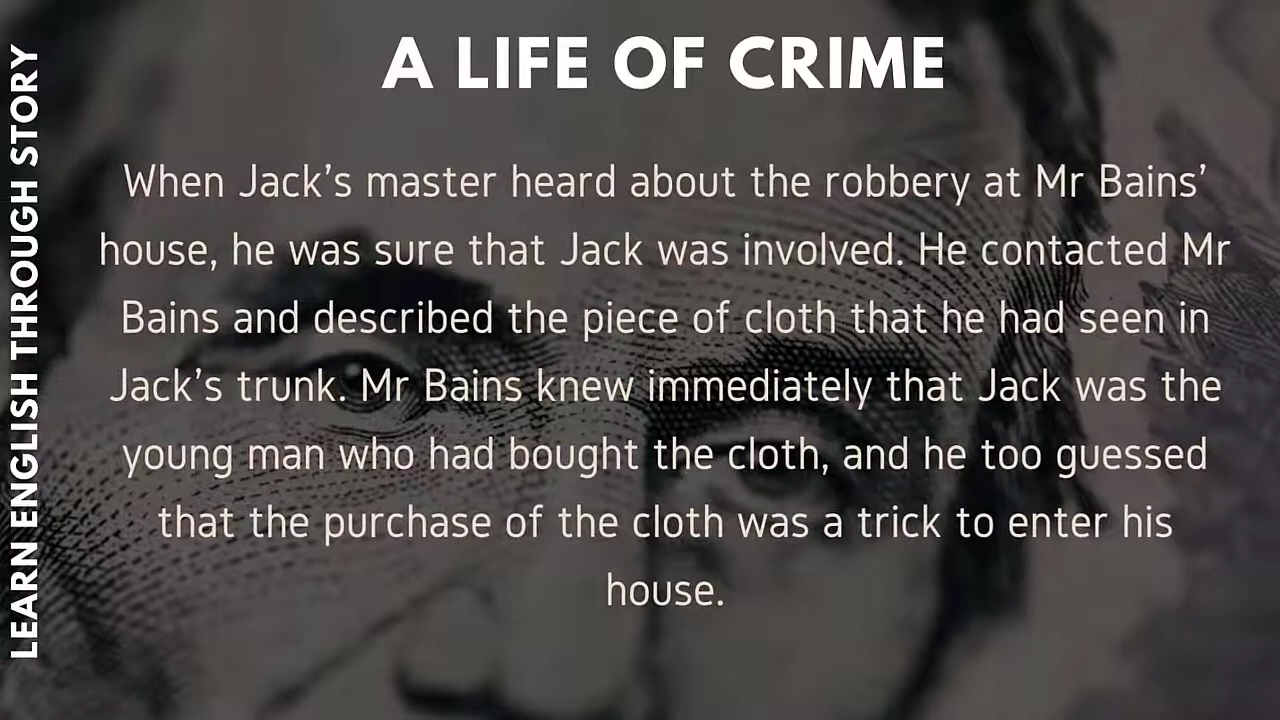 A LIFE OF CRIME
When Jack’s master heard about the robbery at Mr Bains’
house, he was sure that Jack was involved. He contacted Mr
Bains and described the piece of cloth that he had seen in
Jack’s trunk. Mr Bains knew immediately that Jack was the
young man who had bought the cloth, and he too guessed
that the purchase of the cloth was a trick to enter his
house.
LEARN ENGLISH THROUGH STORY